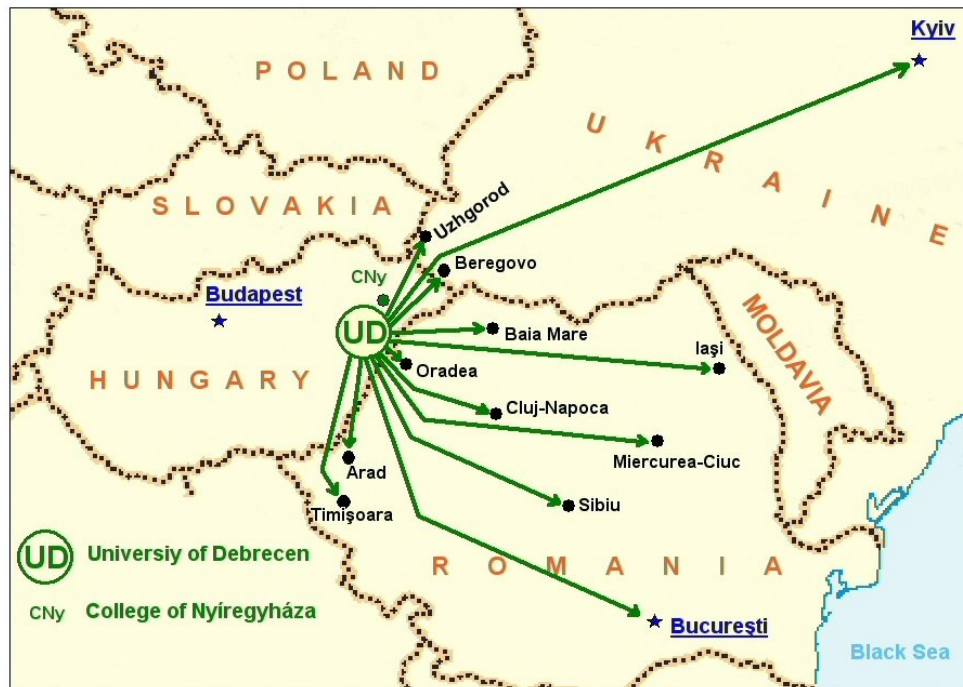 Kyiv
POLAND
UKRAINE
SLOVAKIA
Uzhgorod
Beregovo
CNy
Budapest
UD
Baia Mare
Iaşi
MOLDAVIA
HUNGARY
Oradea
Cluj-Napoca
Miercurea-Ciuc
Arad
Timişoara
Sibiu
UD Universiy of Debrecen
ROMANIA
CNy College of Nyíregyháza
Bucureşti
Black Sea